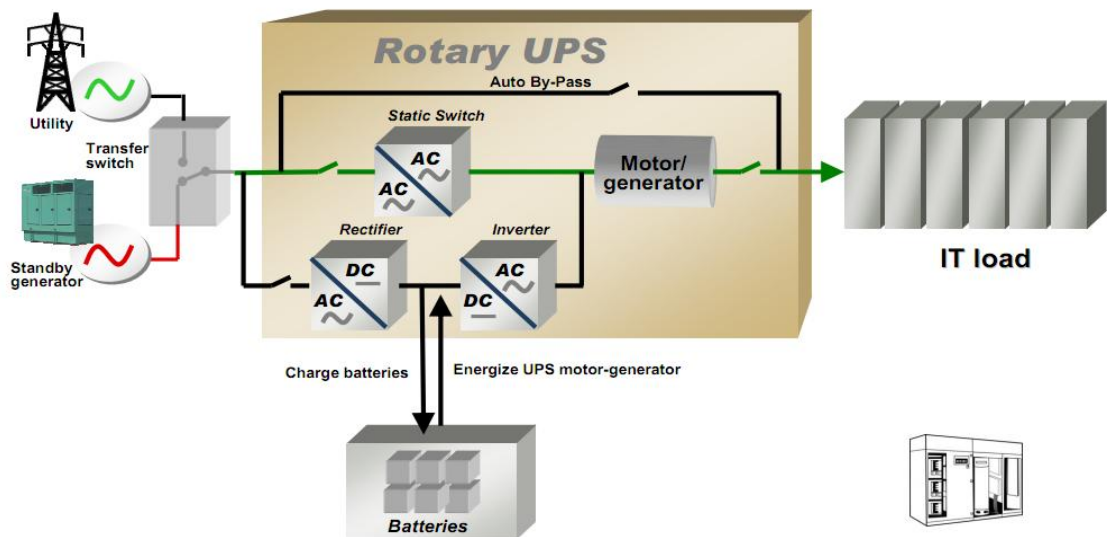 Rotary UPS
Auto By-Pass
Utility
Static Switch
Transfer
switch
AC
AC
Motor/
generator
Standby
generator
Rectifier
Inverter
IT load
DC
AC
AC
DC
Charge batteries
Energize UPS motor-generator
Batteries